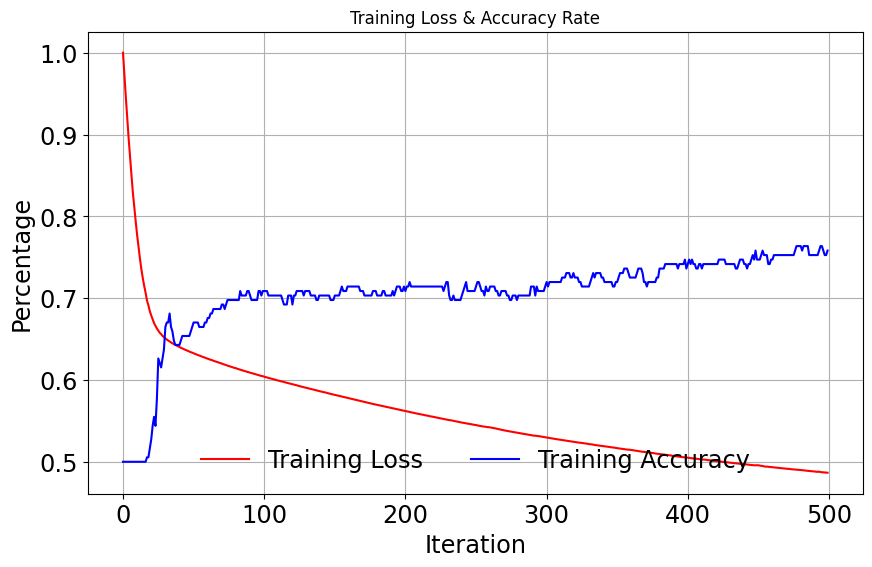 Training Loss & Accuracy Rate
Percentage
1.0
0.9
0.8
0.7
0.6
0.5
Training Loss
Training Accuracy
0 100 200 300 400 500
Iteration